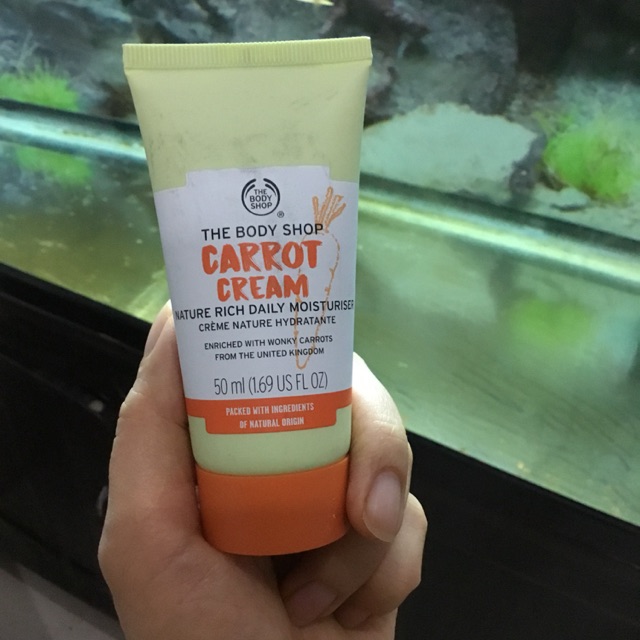 THE
BODY
SHOP
®
THE BODY SHOP
CARROT
CREAM
NATURE RICH DAILY MOISTURISER
CRÈME NATURE HYDRATANTE
ENRICHED WITH WONKY CARROTS
FROM THE UNITED KINGDOM
50 ml (1.69 US FL OZ)
PACKED WITH INGREDIENTS
OF NATURAL ORIGIN